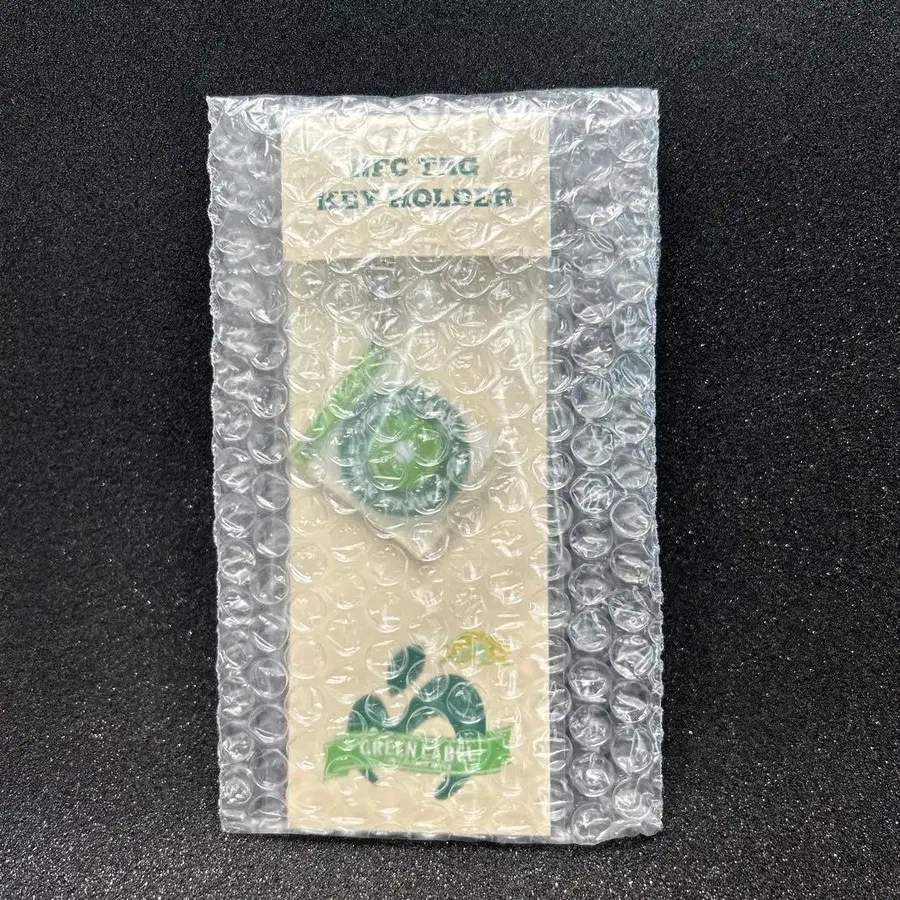 NFC TAG
KEY HOLDER
GREEN LABEL